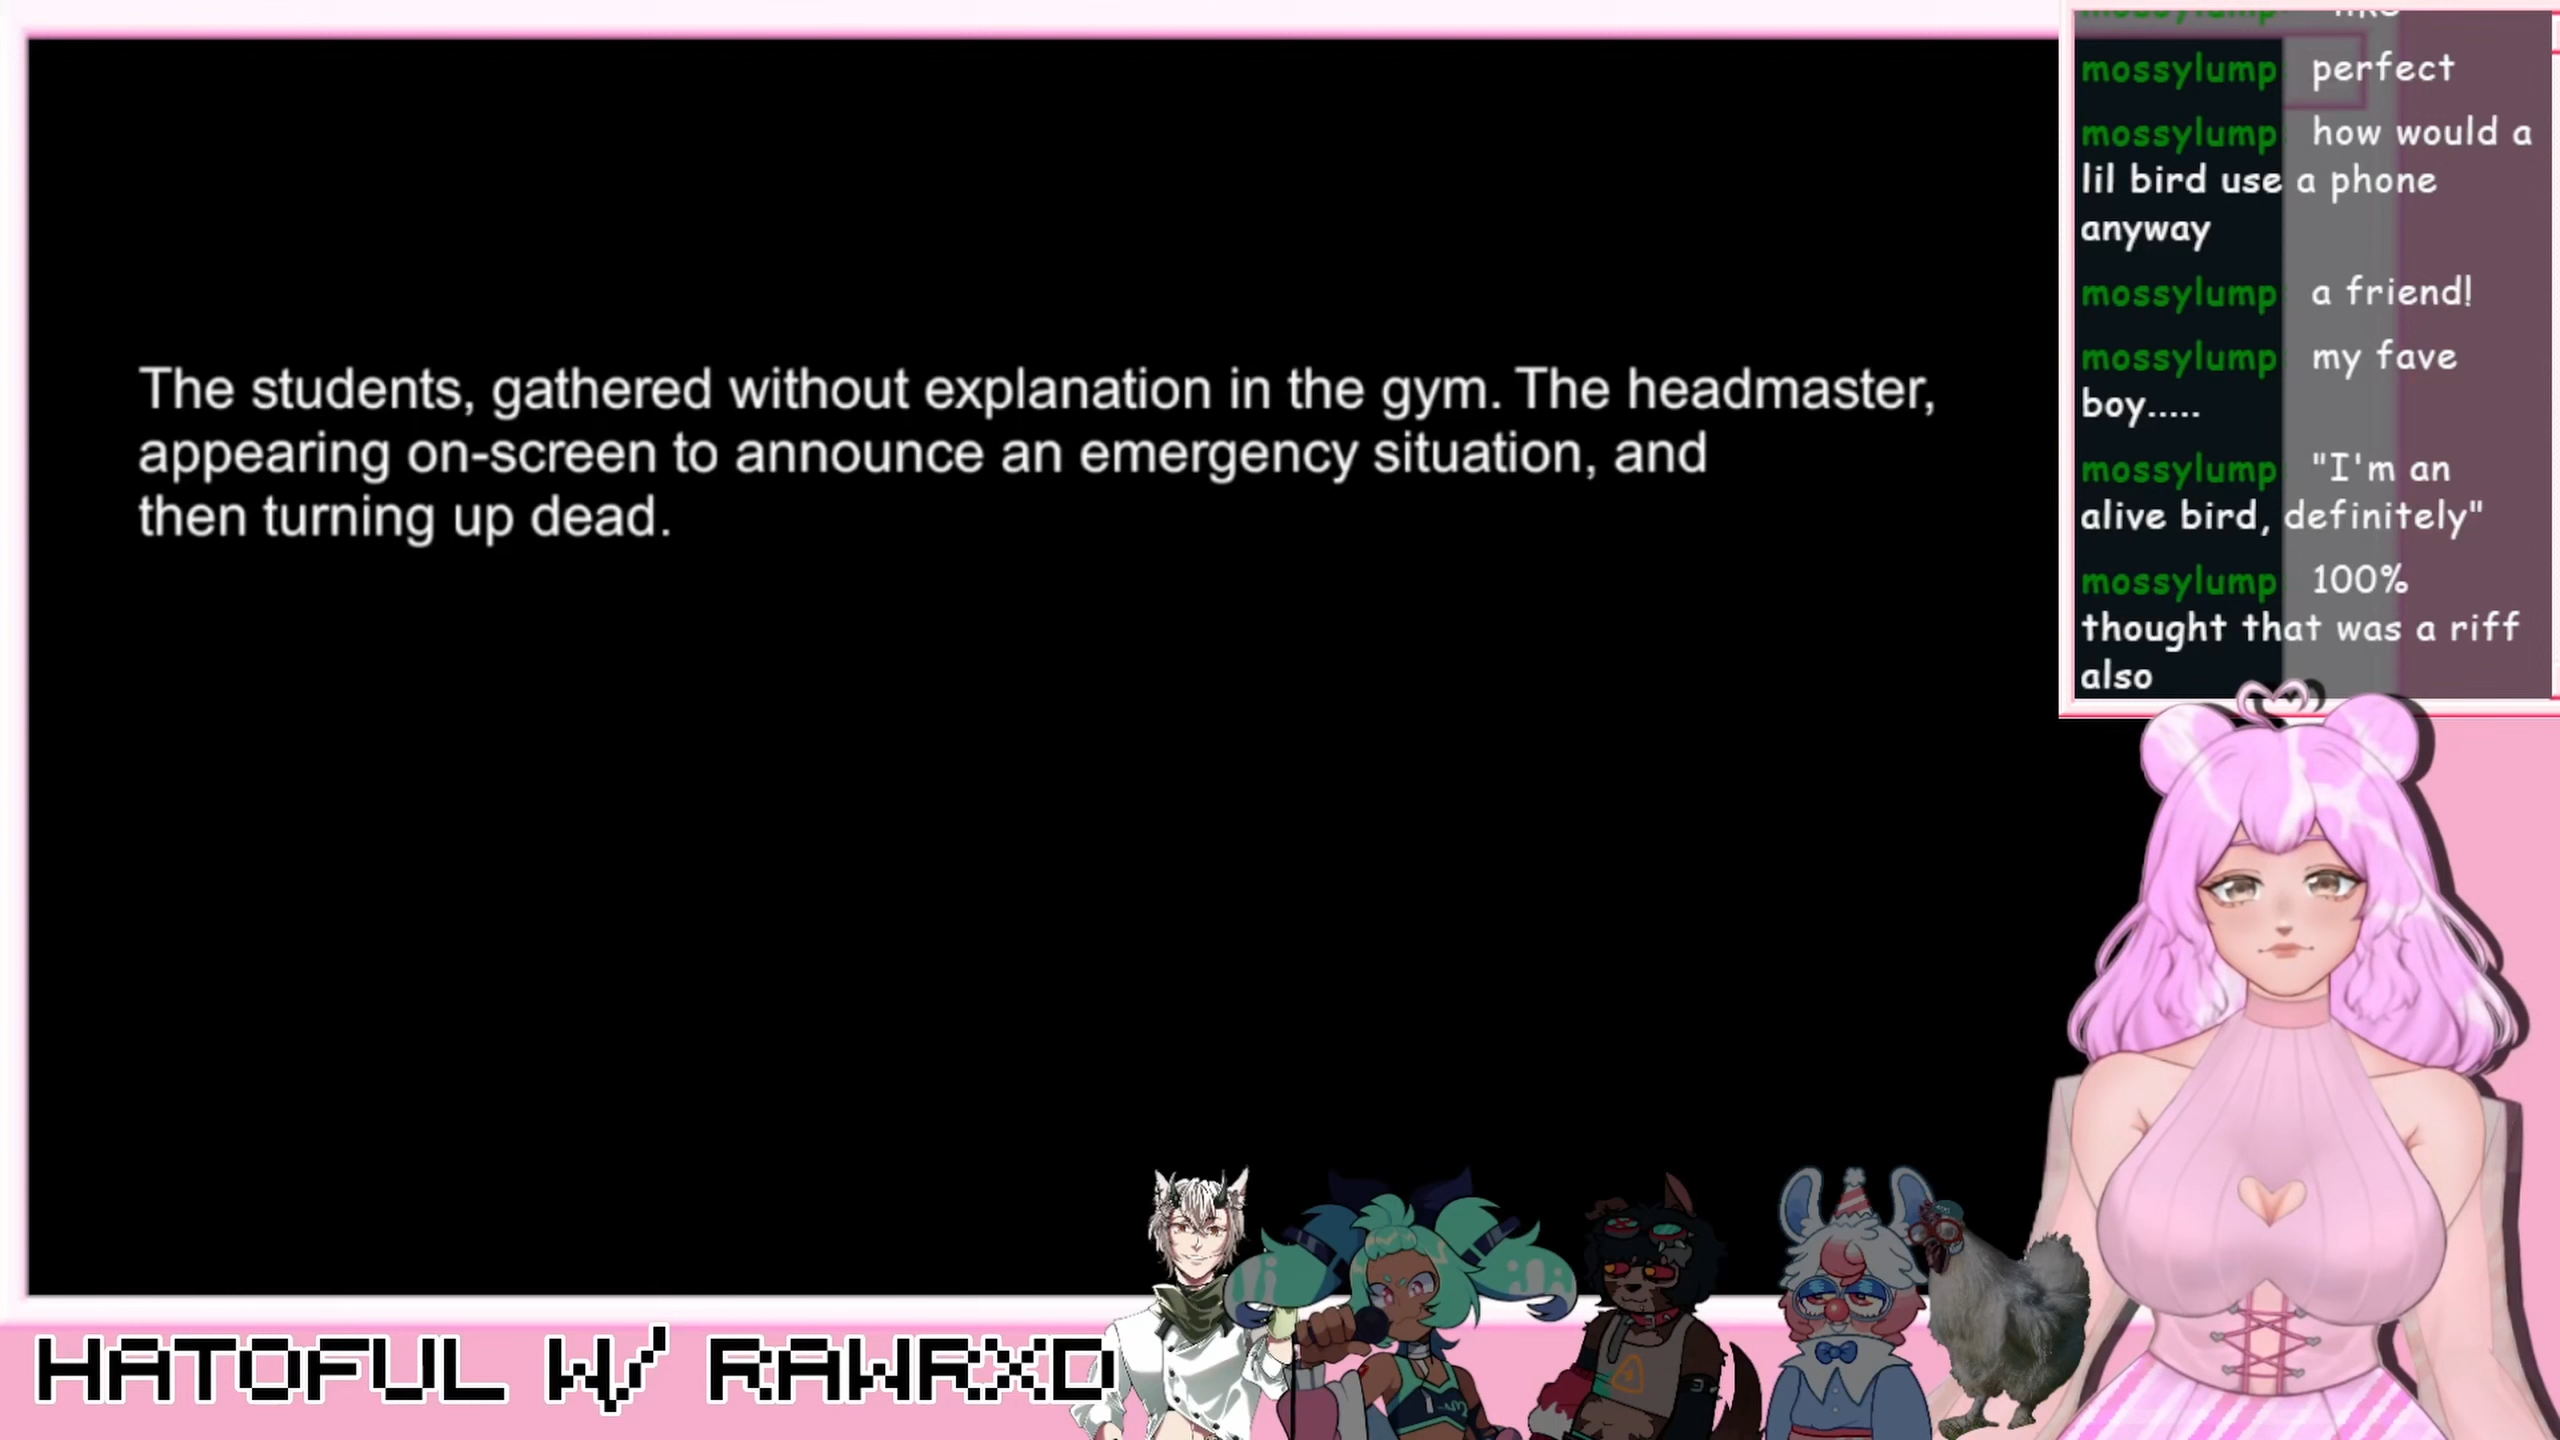 The students, gathered without explanation in the gym. The headmaster,
appearing on-screen to announce an emergency situation, and
then turning up dead.
mossylump perfect
mossylump how would a
lil bird use a phone
anyway
mossylump a friend!
mossylump my fave
boy.....
mossylump "I'm an
alive bird, definitely"
mossylump 100%
thought that was a riff
also
HATOFUL W/ RAWRXD